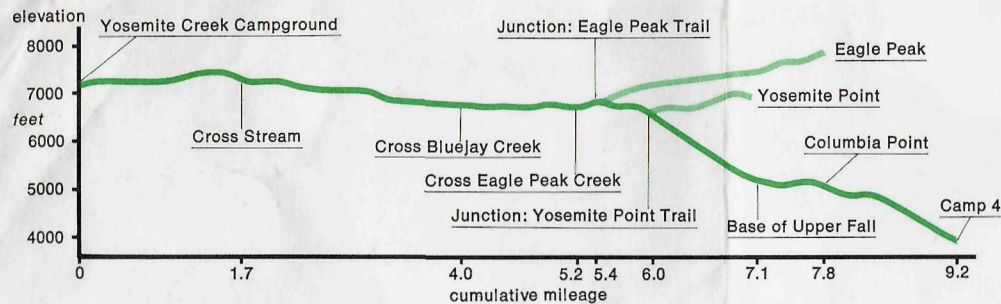 elevation
Yosemite Creek Campground
Junction: Eagle Peak Trail
8000
Eagle Peak
7000
Yosemite Point
feet
Cross Stream
6000
Cross Bluejay Creek
Columbia Point
Cross Eagle Peak Creek
5000
Junction: Yosemite Point Trail
Base of Upper Fall
Camp 4
4000
0 1.7 4.0 5.2 5.4 6.0 7.1 7.8 9.2
cumulative mileage